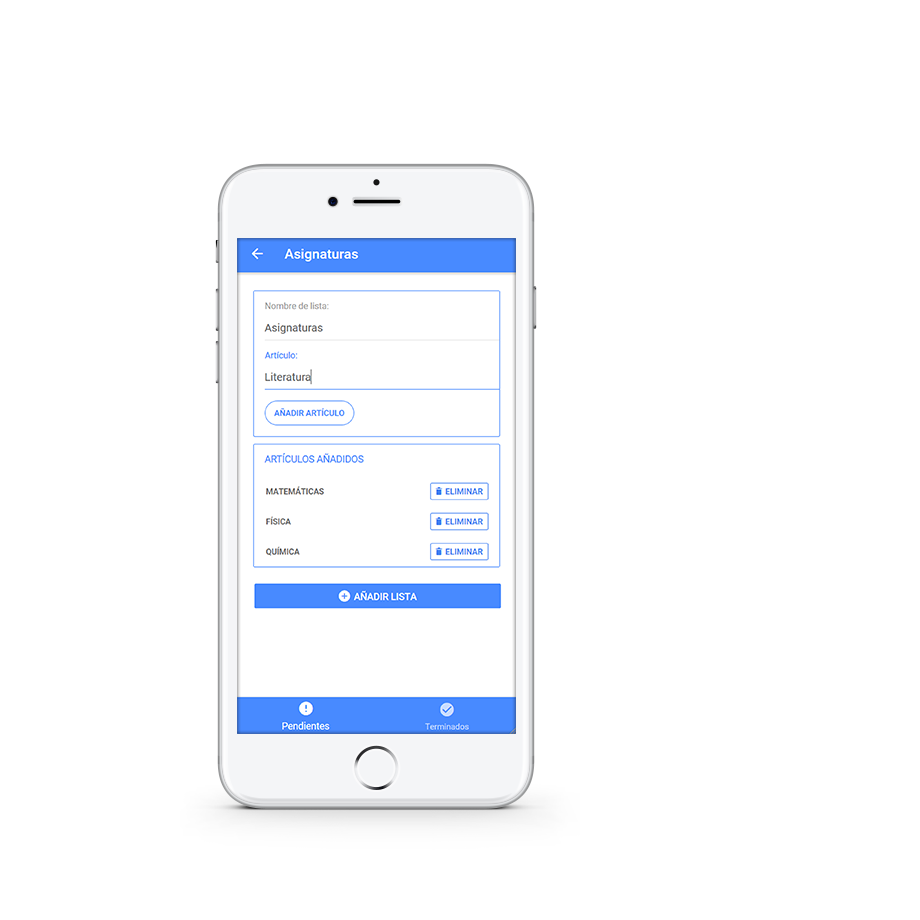 Asignaturas
Nombre de lista:
Asignaturas
Artículo:
Literatura
AÑADIR ARTÍCULO
ARTÍCULOS AÑADIDOS
MATEMÁTICAS ELIMINAR
FÍSICA ELIMINAR
QUÍMICA ELIMINAR
AÑADIR LISTA
Pendientes Terminados